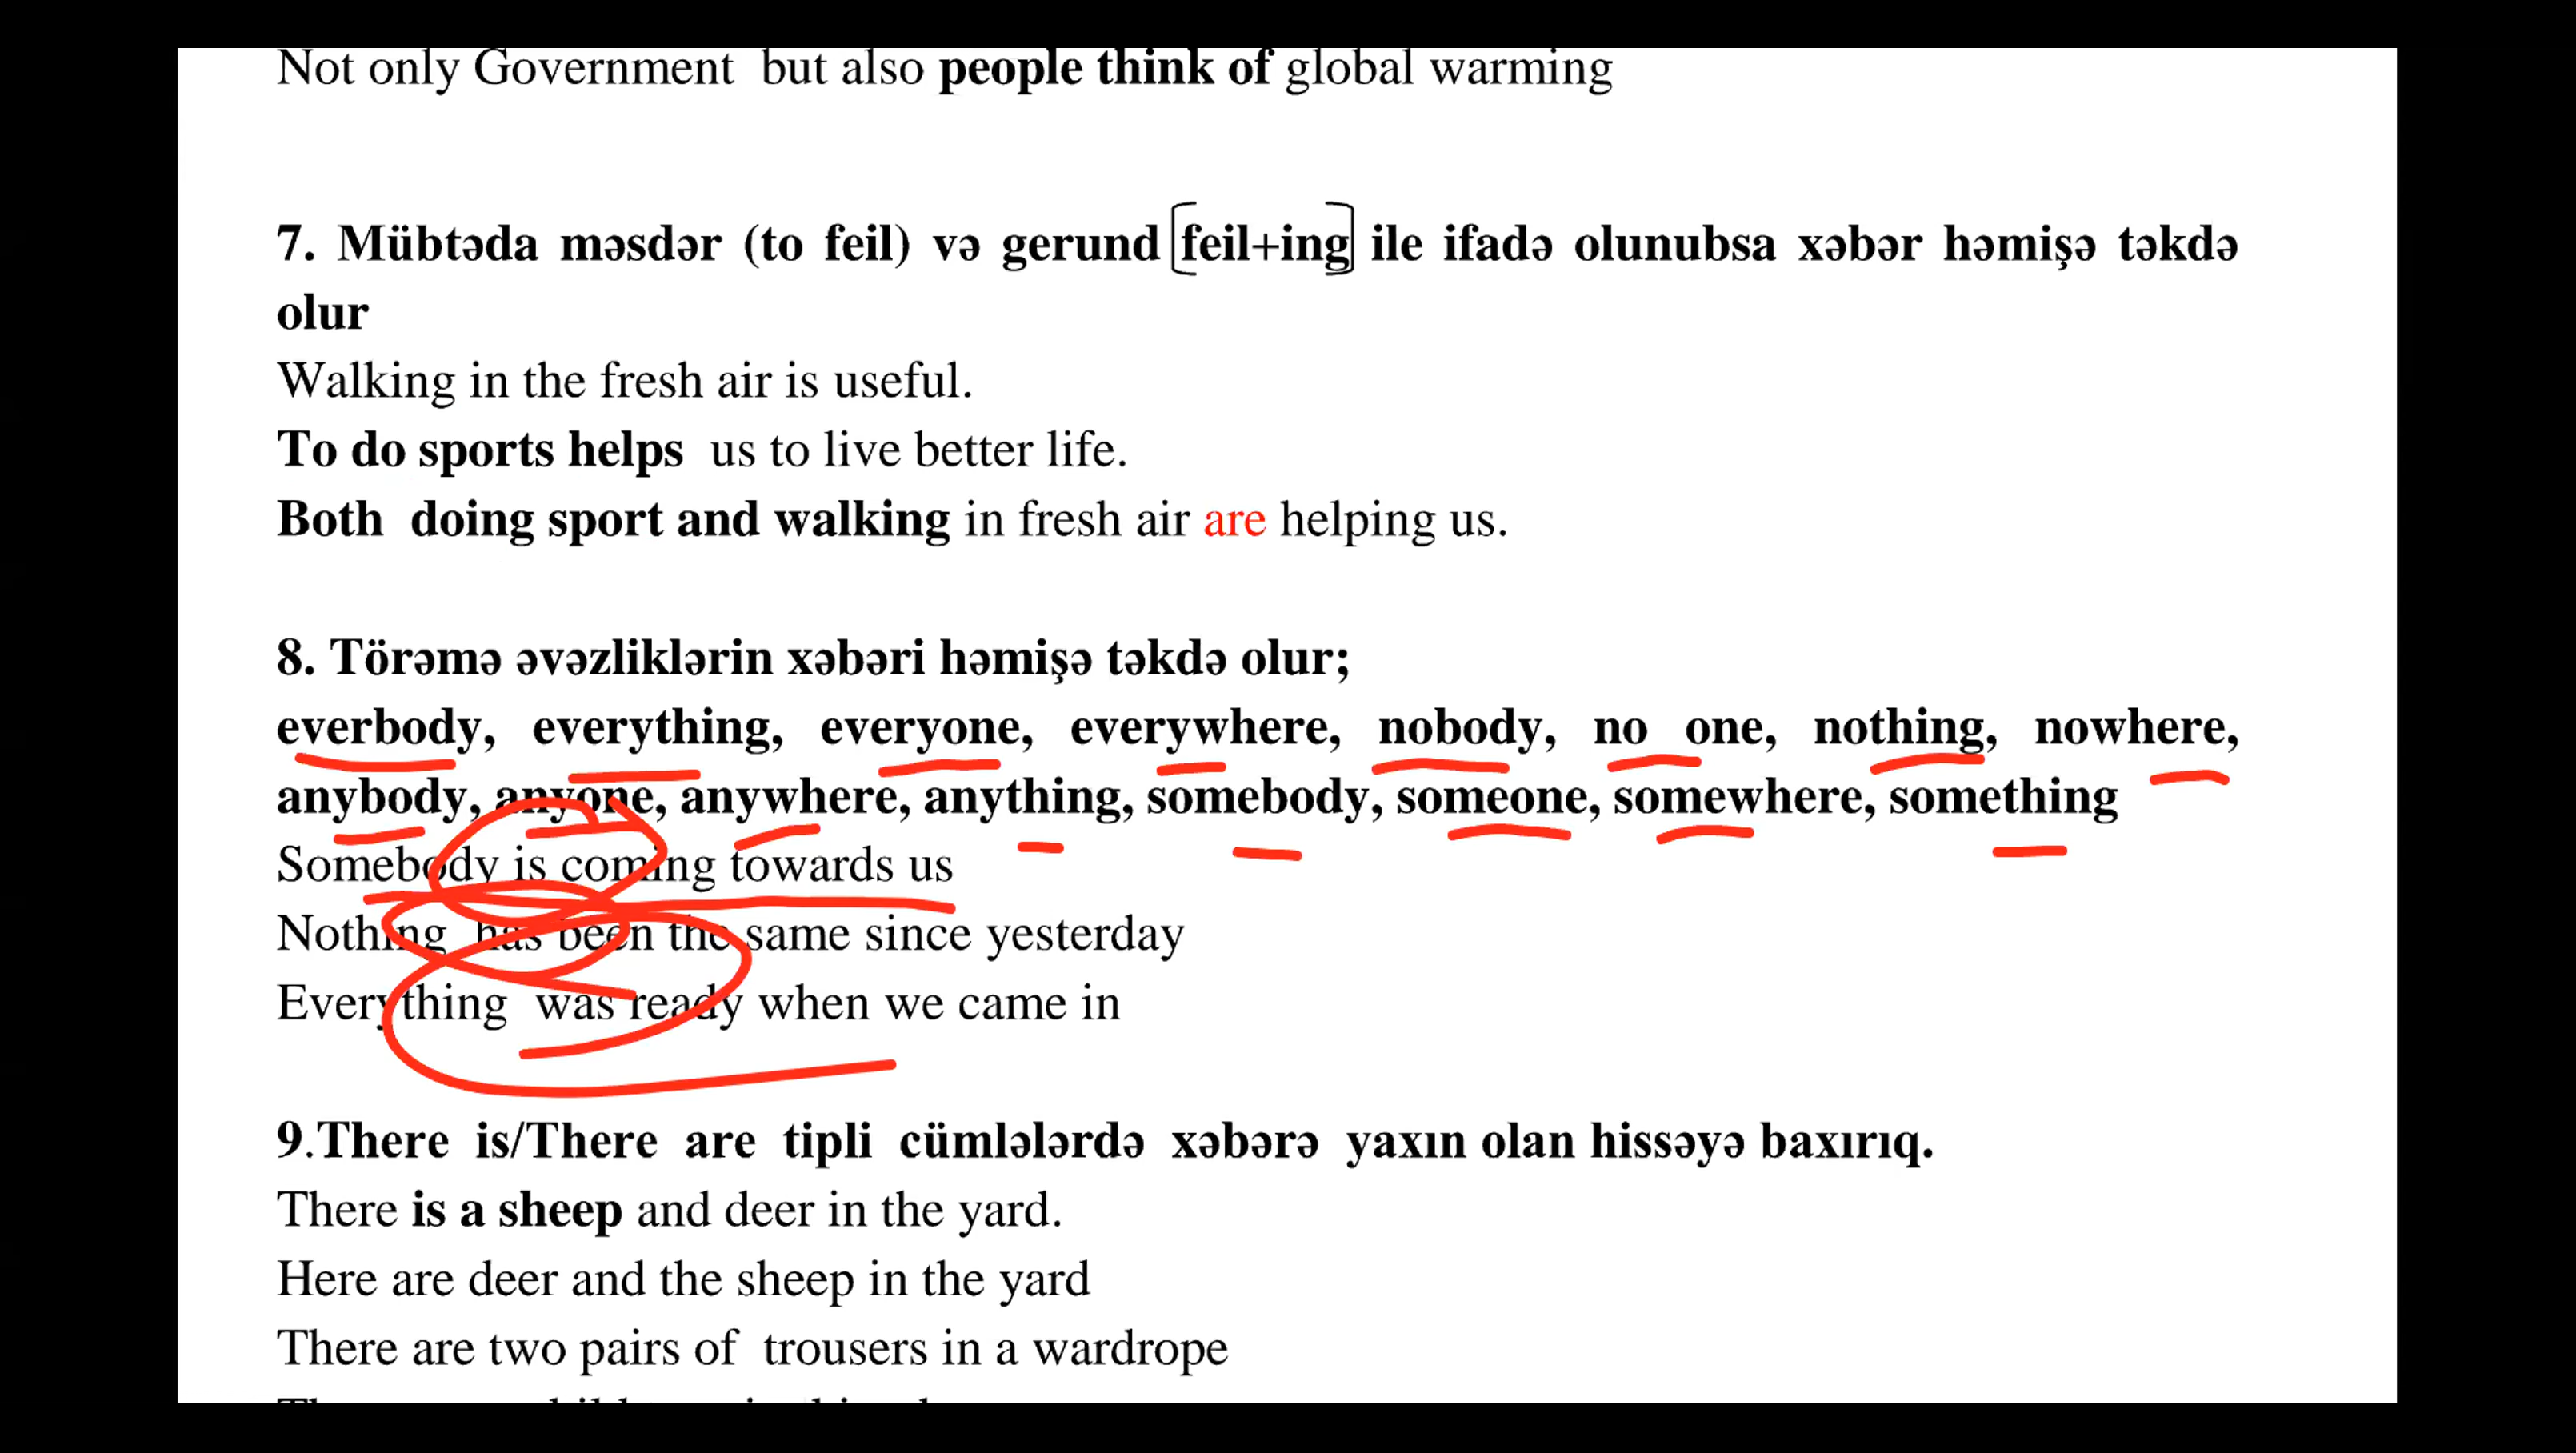 Not only Government but also people think of global warming
7. Mübtəda məsdər (to feil) və gerund [feil+ing] ile ifadə olunubsa xəbər həmişə təkdə
olur
Walking in the fresh air is useful.
To do sports helps us to live better life.
Both doing sport and walking in fresh air are helping us.
8. Törəmə əvəzliklərin xəbəri həmişə təkdə olur;
everbody, everything, everyone, everywhere, nobody, no one, nothing, nowhere,
anybody, anyone, anywhere, anything, somebody, someone, somewhere, something
Somebody is coming towards us
Nothing has been the same since yesterday
Everything was ready when we came in
9.There is/There are tipli cümlələrdə xəbərə yaxın olan hissəyə baxırıq.
There is a sheep and deer in the yard.
Here are deer and the sheep in the yard
There are two pairs of trousers in a wardrope